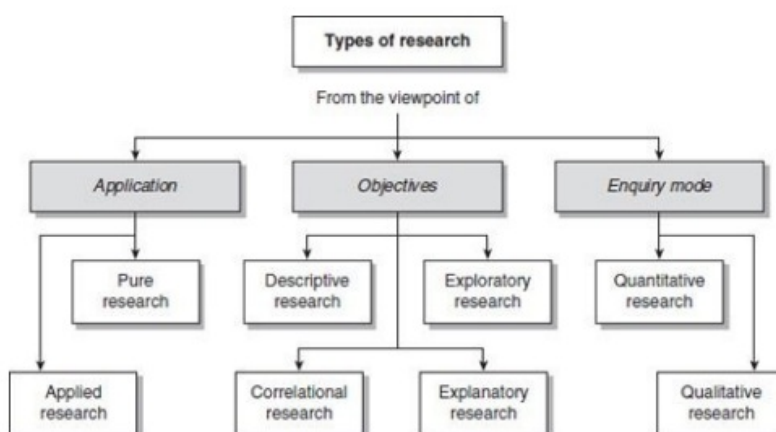 Types of research
From the viewpoint of
Application
Objectives
Enquiry mode
Pure
research
Descriptive
research
Exploratory
research
Quantitative
research
Applied
research
Correlational
research
Explanatory
research
Qualitative
research